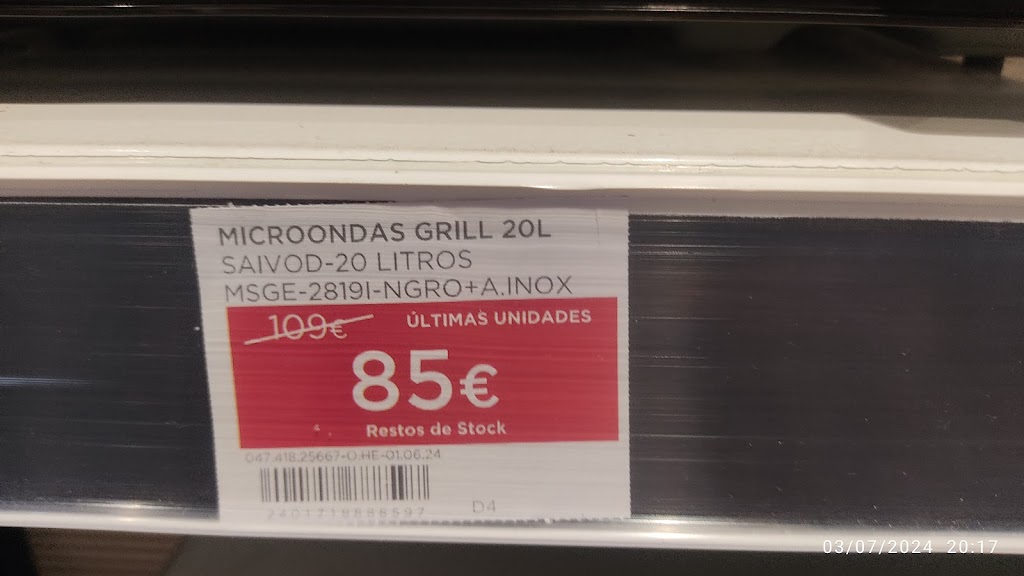 MICROONDAS GRILL 20L
SAIVOD-20 LITROS
MSGE-2819I-NGRO+A.INOX
109€ ÚLTIMAS UNIDADES
85€
Restos de Stock
047.418.25667-O.HE-01.06.24
2401718888597
D4
03/07/2024 20:17